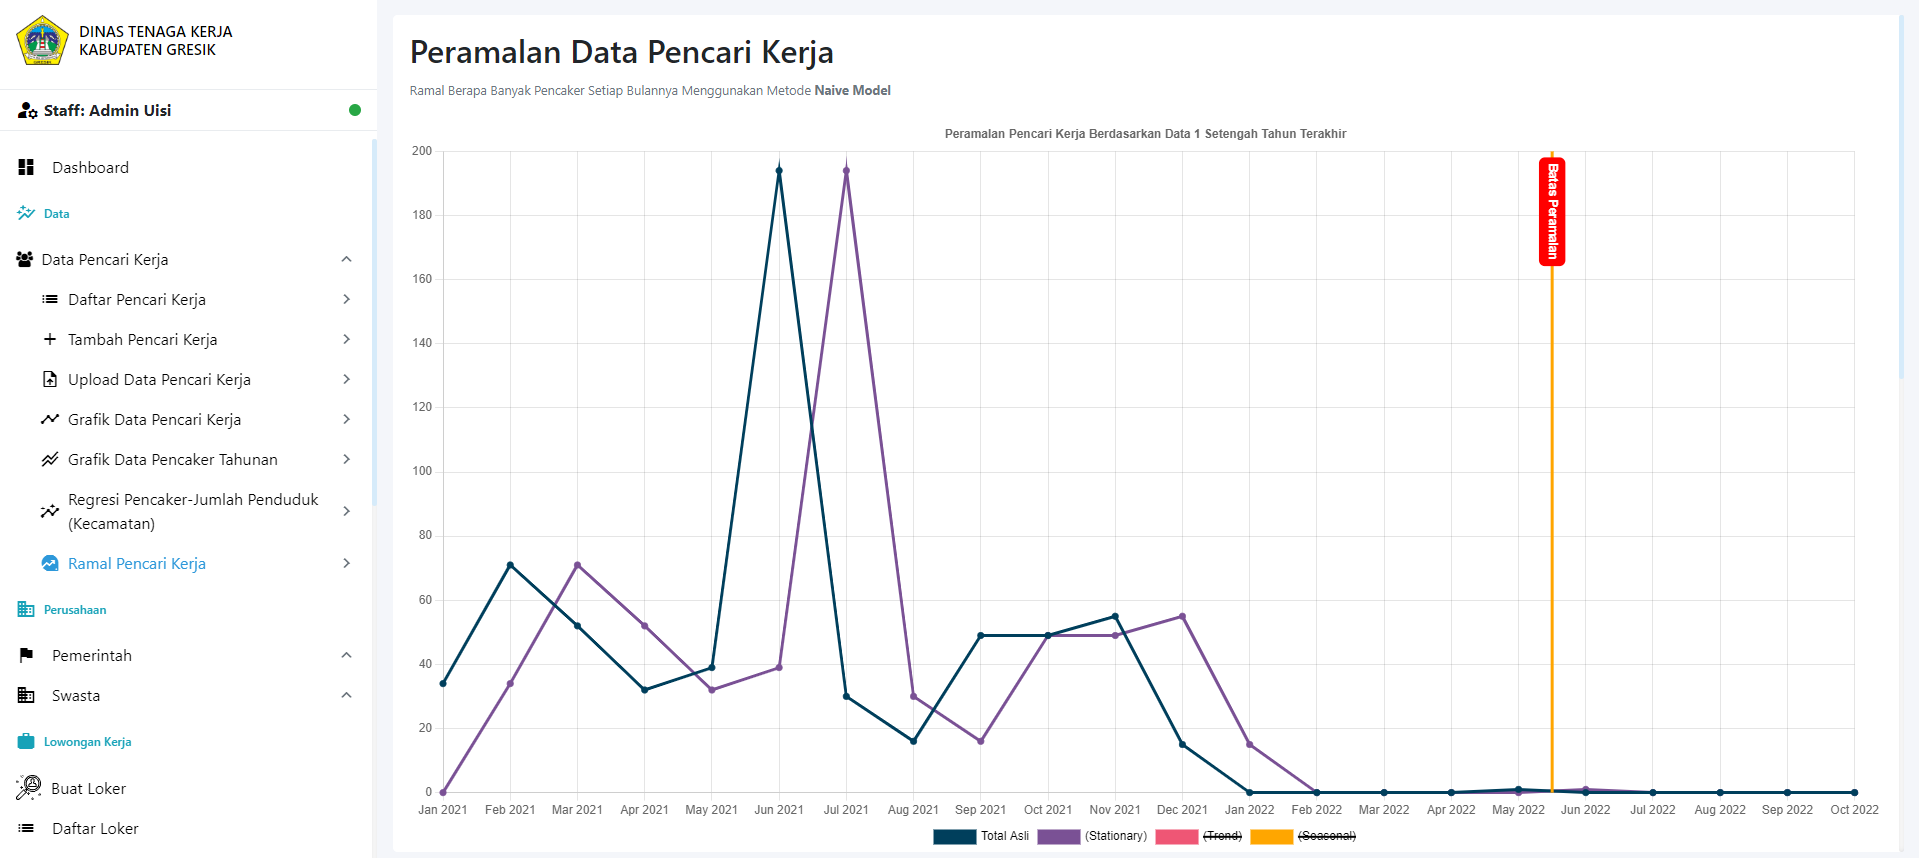 DINAS TENAGA KERJA
KABUPATEN GRESIK
Staff: Admin Uisi
Dashboard
Data
Data Pencari Kerja
Daftar Pencari Kerja
Tambah Pencari Kerja
Upload Data Pencari Kerja
Grafik Data Pencari Kerja
Grafik Data Pencaker Tahunan
Regresi Pencaker-Jumlah Penduduk
(Kecamatan)
Ramal Pencari Kerja
Perusahaan
Pemerintah
Swasta
Lowongan Kerja
Buat Loker
Daftar Loker
Peramalan Data Pencari Kerja
Ramal Berapa Banyak Pencaker Setiap Bulannya Menggunakan Metode Naive Model
Peramalan Pencari Kerja Berdasarkan Data 1 Setengah Tahun Terakhir
200
180
160
140
120
100
80
60
40
20
0
Batas Peramalan
Jan 2021 Feb 2021 Mar 2021 Apr 2021 May 2021 Jun 2021 Jul 2021 Aug 2021 Sep 2021 Oct 2021 Nov 2021 Dec 2021 Jan 2022 Feb 2022 Mar 2022 Apr 2022 May 2022 Jun 2022 Jul 2022 Aug 2022 Sep 2022 Oct 2022
Total Asli (Stationary) (Trend) (Seasonal)